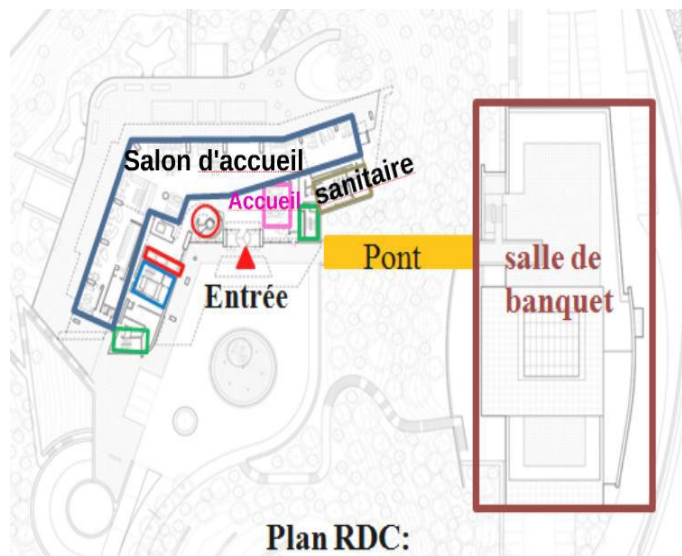 Salon d'accueil
sanitaire
Accueil
Pont
salle de
banquet
Entrée
Plan RDC: